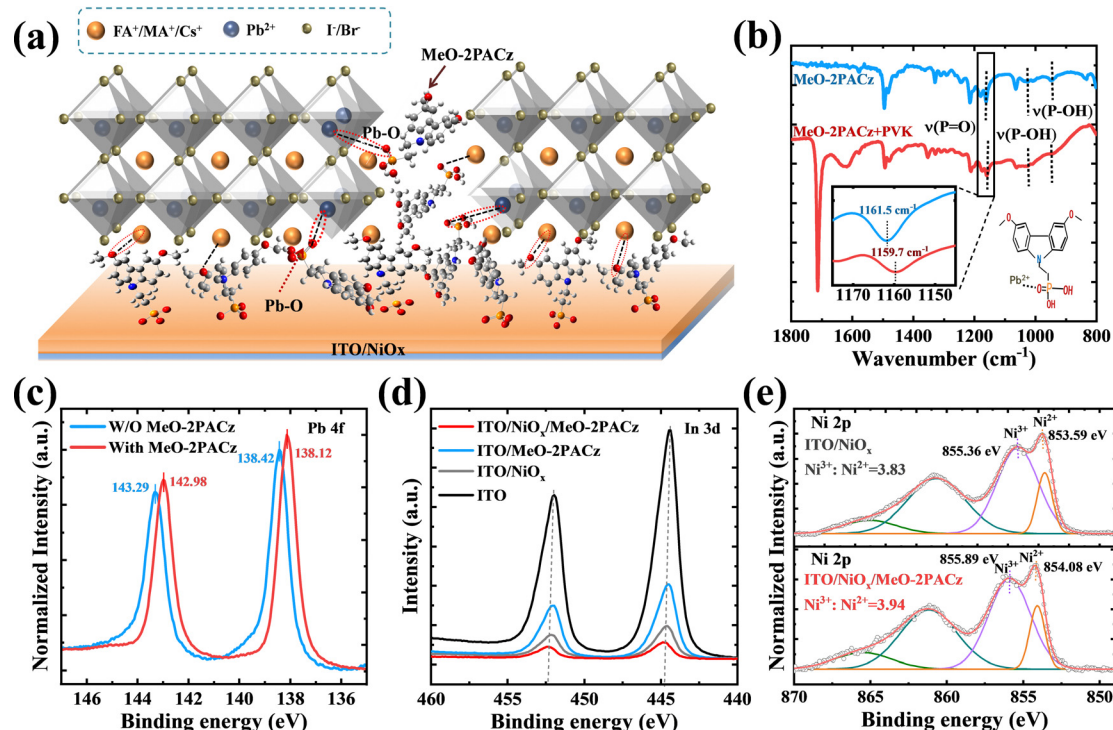 (a)
FA⁺/MA⁺/Cs⁺
Pb²⁺
I⁻/Br⁻
MeO-2PACz
Pb-O
Pb-O
ITO/NiOx
(b)
MeO-2PACz
ν(P=O)
ν(P-OH)
ν(P-OH)
MeO-2PACz+PVK
1161.5 cm⁻¹
1159.7 cm⁻¹
1170 1160 1150
O
O
N
Pb²⁺
O
P
OH
OH
1800 1600 1400 1200 1000 800
Wavenumber (cm⁻¹)
(c)
Normalized Intensity (a.u.)
W/O MeO-2PACz
With MeO-2PACz
Pb 4f
143.29
142.98
138.42
138.12
146 144 142 140 138 136
Binding energy (eV)
(d)
Intensity (a.u.)
In 3d
ITO/NiOₓ/MeO-2PACz
ITO/MeO-2PACz
ITO/NiOₓ
ITO
460 455 450 445 440
Binding energy (eV)
(e)
Normalized Intensity (a.u.)
Ni 2p
ITO/NiOₓ
Ni³⁺: Ni²⁺=3.83
855.36 eV
Ni³⁺
Ni²⁺
853.59 eV
Ni 2p
ITO/NiOₓ/MeO-2PACz
Ni³⁺: Ni²⁺=3.94
855.89 eV
Ni³⁺
Ni²⁺
854.08 eV
870 865 860 855 850
Binding energy (eV)